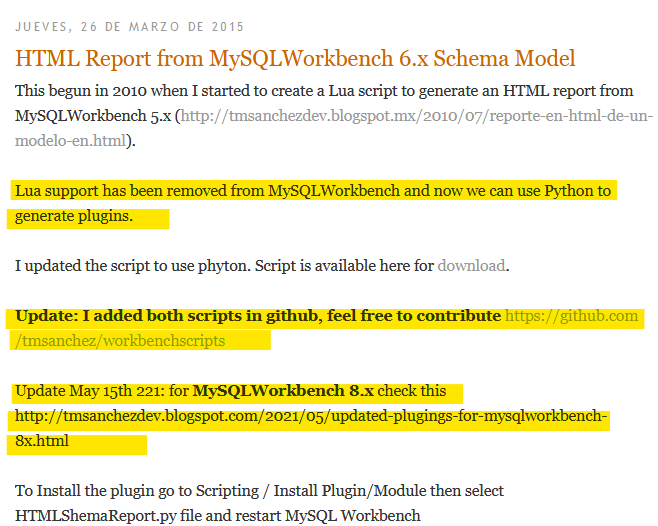 JUEVES, 26 DE MARZO DE 2015
HTML Report from MySQLWorkbench 6.x Schema Model
This begun in 2010 when I started to create a Lua script to generate an HTML report from
MySQLWorkbench 5.x (http://tmsanchezdev.blogspot.mx/2010/07/reporte-en-html-de-un-
modelo-en.html).
Lua support has been removed from MySQLWorkbench and now we can use Python to
generate plugins.
I updated the script to use phyton. Script is available here for download.
Update: I added both scripts in github, feel free to contribute https://github.com
/tmsanchez/workbenchscripts
Update May 15th 221: for MySQLWorkbench 8.x check this
http://tmsanchezdev.blogspot.com/2021/05/updated-plugings-for-mysqlworkbench-
8x.html
To Install the plugin go to Scripting / Install Plugin/Module then select
HTMLShemaReport.py file and restart MySQL Workbench